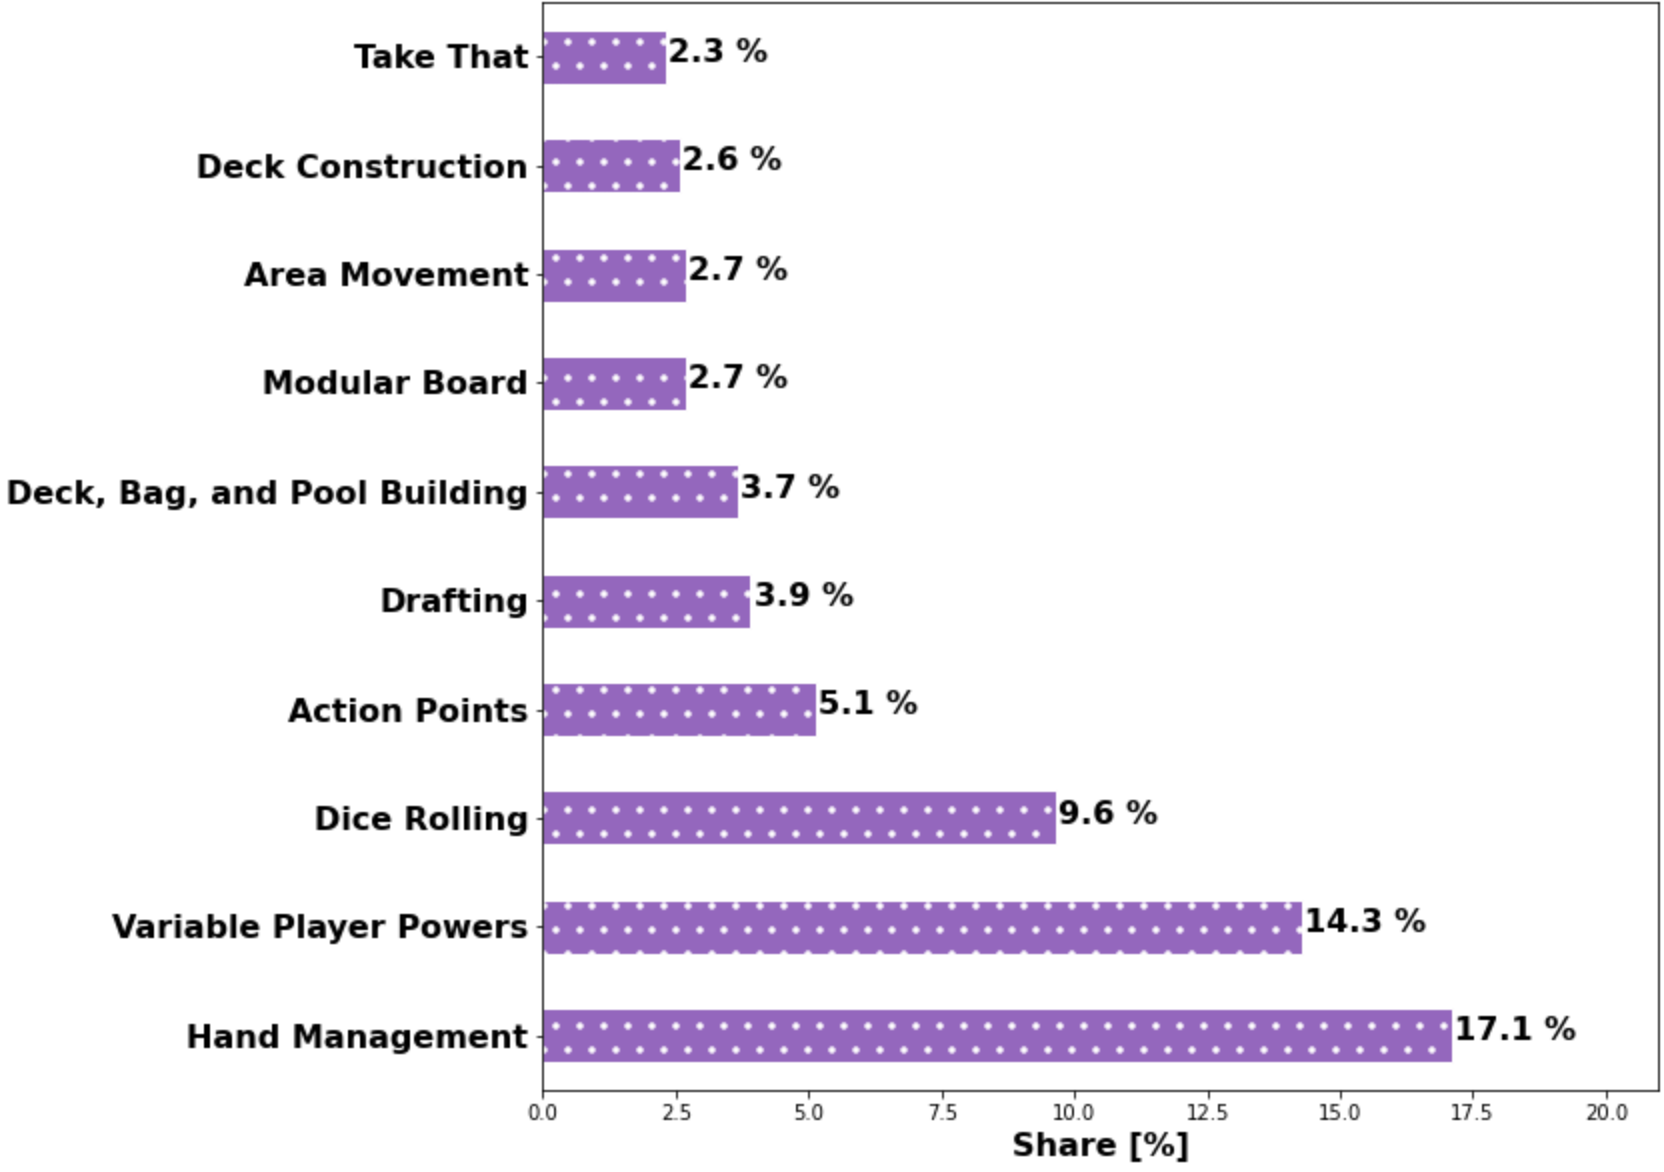 Take That 2.3 %
Deck Construction 2.6 %
Area Movement 2.7 %
Modular Board 2.7 %
Deck, Bag, and Pool Building 3.7 %
Drafting 3.9 %
Action Points 5.1 %
Dice Rolling 9.6 %
Variable Player Powers 14.3 %
Hand Management 17.1 %
0.0 2.5 5.0 7.5 10.0 12.5 15.0 17.5 20.0
Share [%]